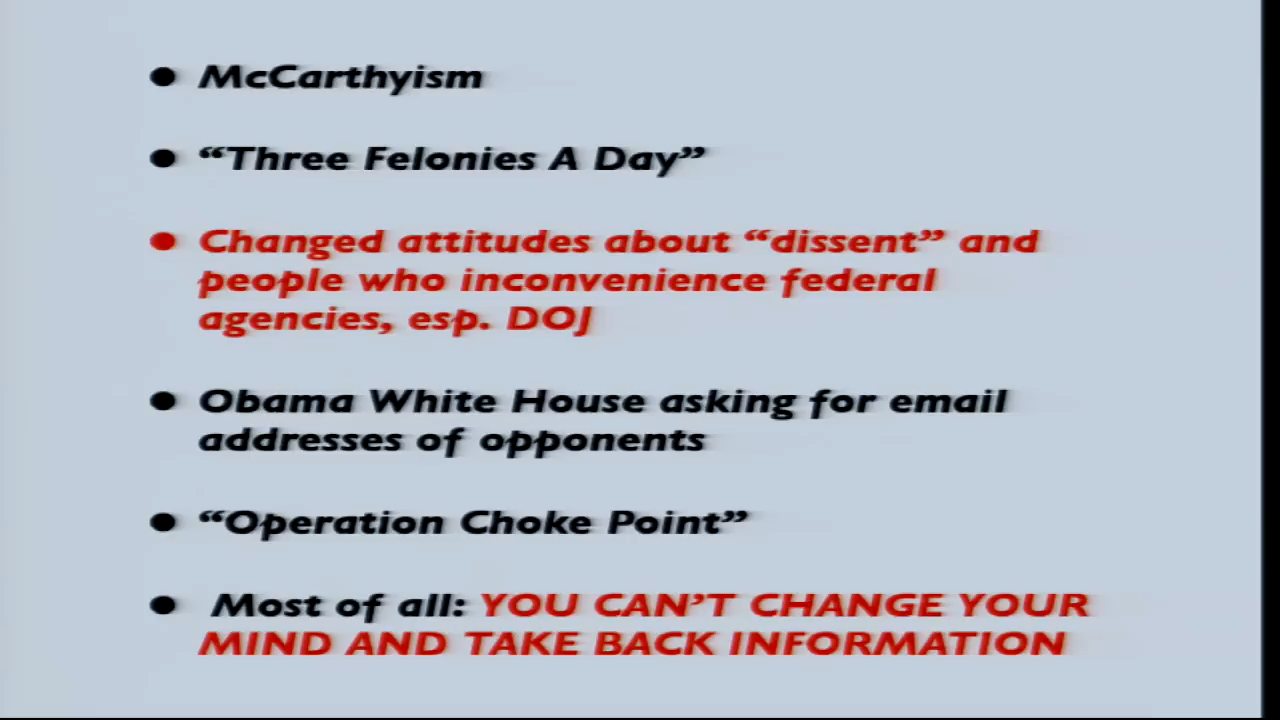 • McCarthyism
• “Three Felonies A Day”
• Changed attitudes about “dissent” and
people who inconvenience federal
agencies, esp. DOJ
• Obama White House asking for email
addresses of opponents
• “Operation Choke Point”
• Most of all: YOU CAN’T CHANGE YOUR
MIND AND TAKE BACK INFORMATION